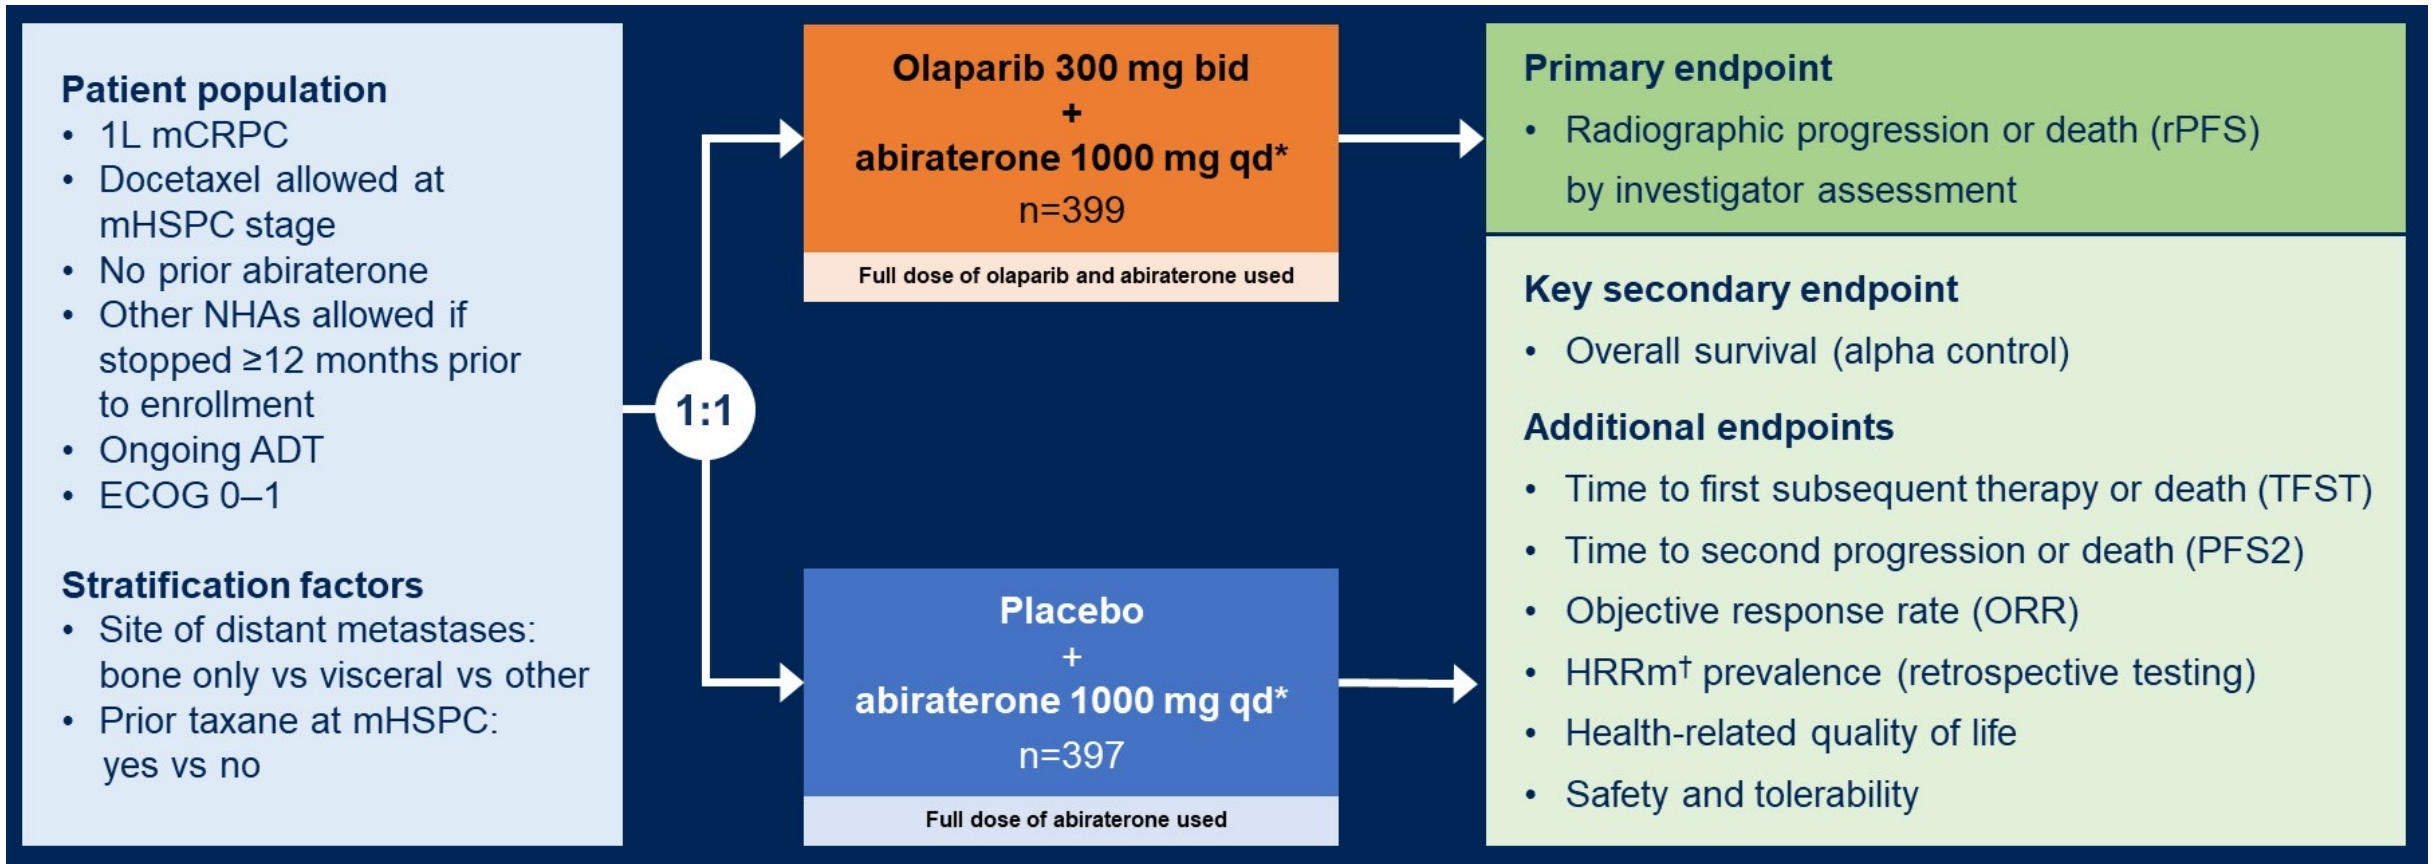 Patient population
• 1L mCRPC
• Docetaxel allowed at
mHSPC stage
• No prior abiraterone
• Other NHAs allowed if
stopped ≥12 months prior
to enrollment
• Ongoing ADT
• ECOG 0–1
Stratification factors
• Site of distant metastases:
bone only vs visceral vs other
• Prior taxane at mHSPC:
yes vs no
1:1
Olaparib 300 mg bid
+
abiraterone 1000 mg qd*
n=399
Full dose of olaparib and abiraterone used
Placebo
+
abiraterone 1000 mg qd*
n=397
Full dose of abiraterone used
Primary endpoint
• Radiographic progression or death (rPFS)
by investigator assessment
Key secondary endpoint
• Overall survival (alpha control)
Additional endpoints
• Time to first subsequent therapy or death (TFST)
• Time to second progression or death (PFS2)
• Objective response rate (ORR)
• HRRm† prevalence (retrospective testing)
• Health-related quality of life
• Safety and tolerability